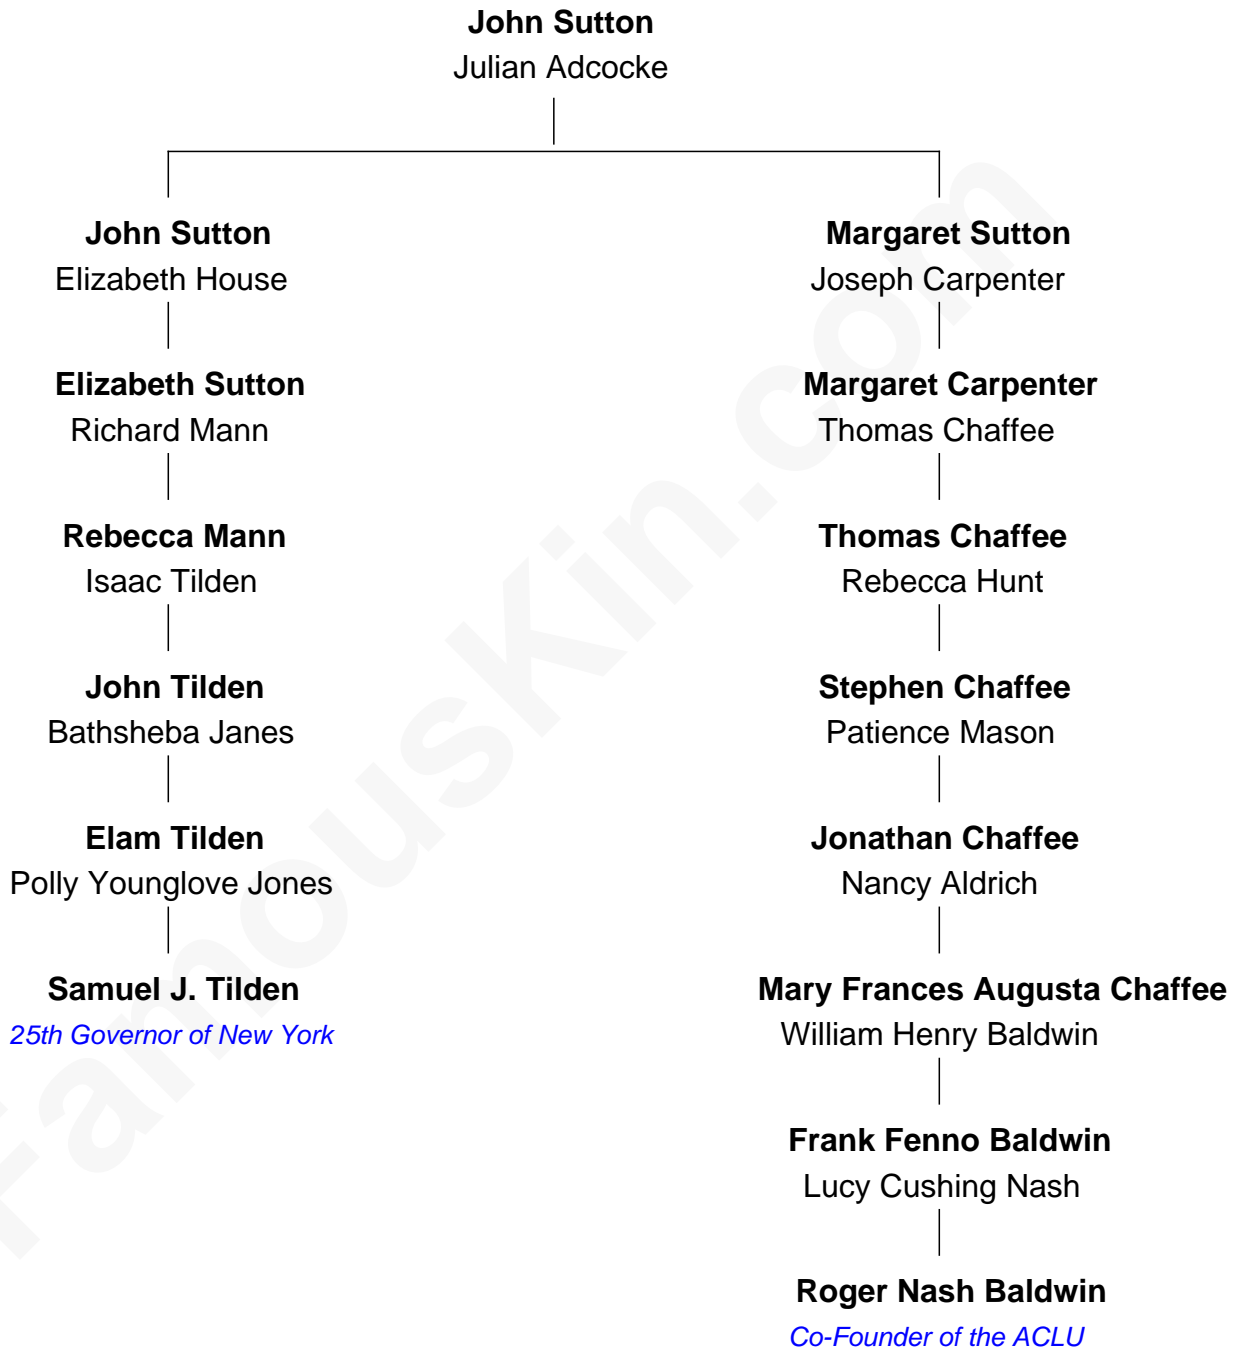 John Sutton
Julian Adcocke
John Sutton
Elizabeth House
Margaret Sutton
Joseph Carpenter
Elizabeth Sutton
Richard Mann
Margaret Carpenter
Thomas Chaffee
Rebecca Mann
Isaac Tilden
Thomas Chaffee
Rebecca Hunt
John Tilden
Bathsheba Janes
Stephen Chaffee
Patience Mason
Elam Tilden
Polly Younglove Jones
Jonathan Chaffee
Nancy Aldrich
Samuel J. Tilden
25th Governor of New York
Mary Frances Augusta Chaffee
William Henry Baldwin
Frank Fenno Baldwin
Lucy Cushing Nash
Roger Nash Baldwin
Co-Founder of the ACLU
FamousKin.com